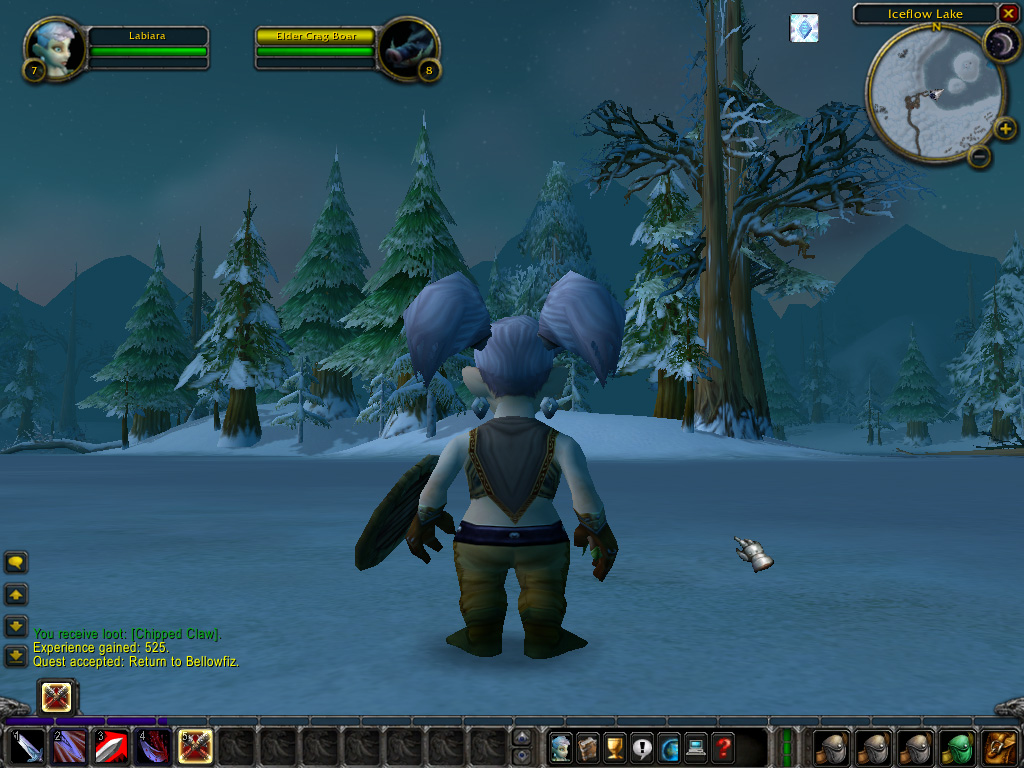 Labiara
7
Elder Crag Boar
8
Iceflow Lake
N
You receive loot: [Chipped Claw].
Experience gained: 525.
Quest accepted: Return to Bellowfiz.
1
2
3
4
5